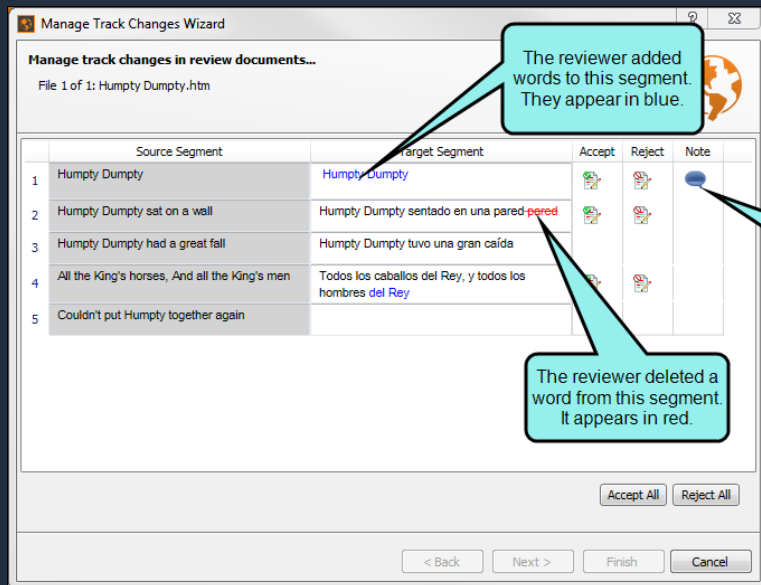 Manage Track Changes Wizard
?
Manage track changes in review documents...
File 1 of 1: Humpty Dumpty.htm
The reviewer added
words to this segment.
They appear in blue.
Source Segment Target Segment Accept Reject Note
1 Humpty Dumpty Humpty Dumpty
2 Humpty Dumpty sat on a wall Humpty Dumpty sentado en una pared pared
3 Humpty Dumpty had a great fall Humpty Dumpty tuvo una gran caída
4 All the King's horses, And all the King's men Todos los caballos del Rey, y todos los
hombres del Rey
5 Couldn't put Humpty together again
The reviewer deleted a
word from this segment.
It appears in red.
Accept All Reject All
< Back Next > Finish Cancel